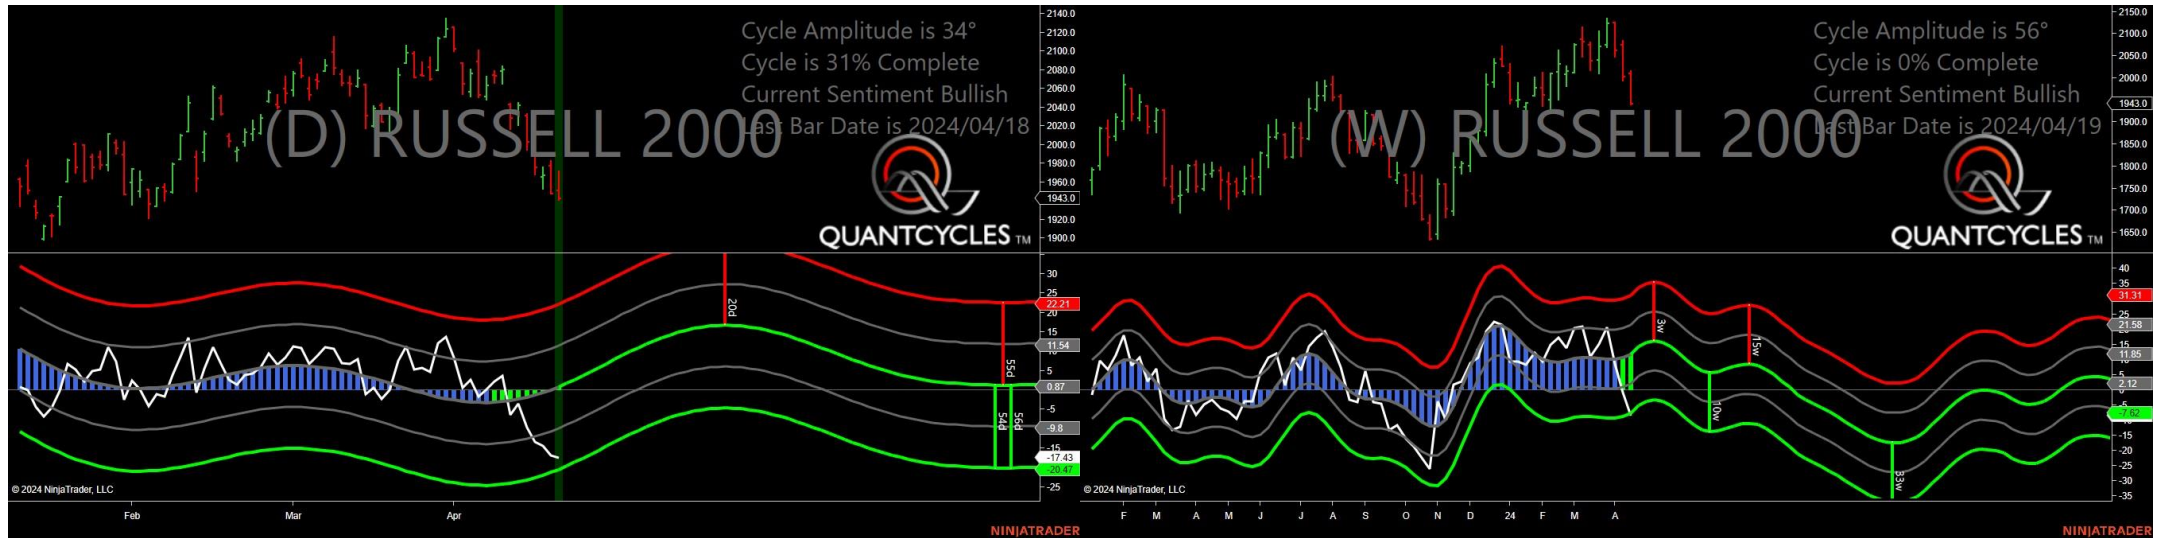 Cycle Amplitude is 34°
Cycle is 31% Complete
Current Sentiment Bullish
Last Bar Date is 2024/04/18
(D) RUSSELL 2000
QUANTCYCLES TM
2140.0
2120.0
2100.0
2080.0
2060.0
2040.0
2020.0
2000.0
1980.0
1960.0
1943.0
1920.0
1900.0
30
25
22.21
20
15
11.54
5
0.87
-5
-9.8
-15
-17.43
-20.47
-25
20d
55d
54d
56d
© 2024 NinjaTrader, LLC
Feb
Mar
Apr
NINJATRADER
Cycle Amplitude is 56°
Cycle is 0% Complete
Current Sentiment Bullish
Last Bar Date is 2024/04/19
(W) RUSSELL 2000
QUANTCYCLES TM
2150.0
2100.0
2050.0
2000.0
1943.0
1900.0
1850.0
1800.0
1750.0
1700.0
1650.0
40
35
31.31
21.58
15
11.85
5
2.12
-5
-7.62
-15
-20
-25
-30
-35
3w
15w
10w
33w
© 2024 NinjaTrader, LLC
F
M
A
M
J
J
A
S
O
N
D
24
F
M
A
NINJATRADER